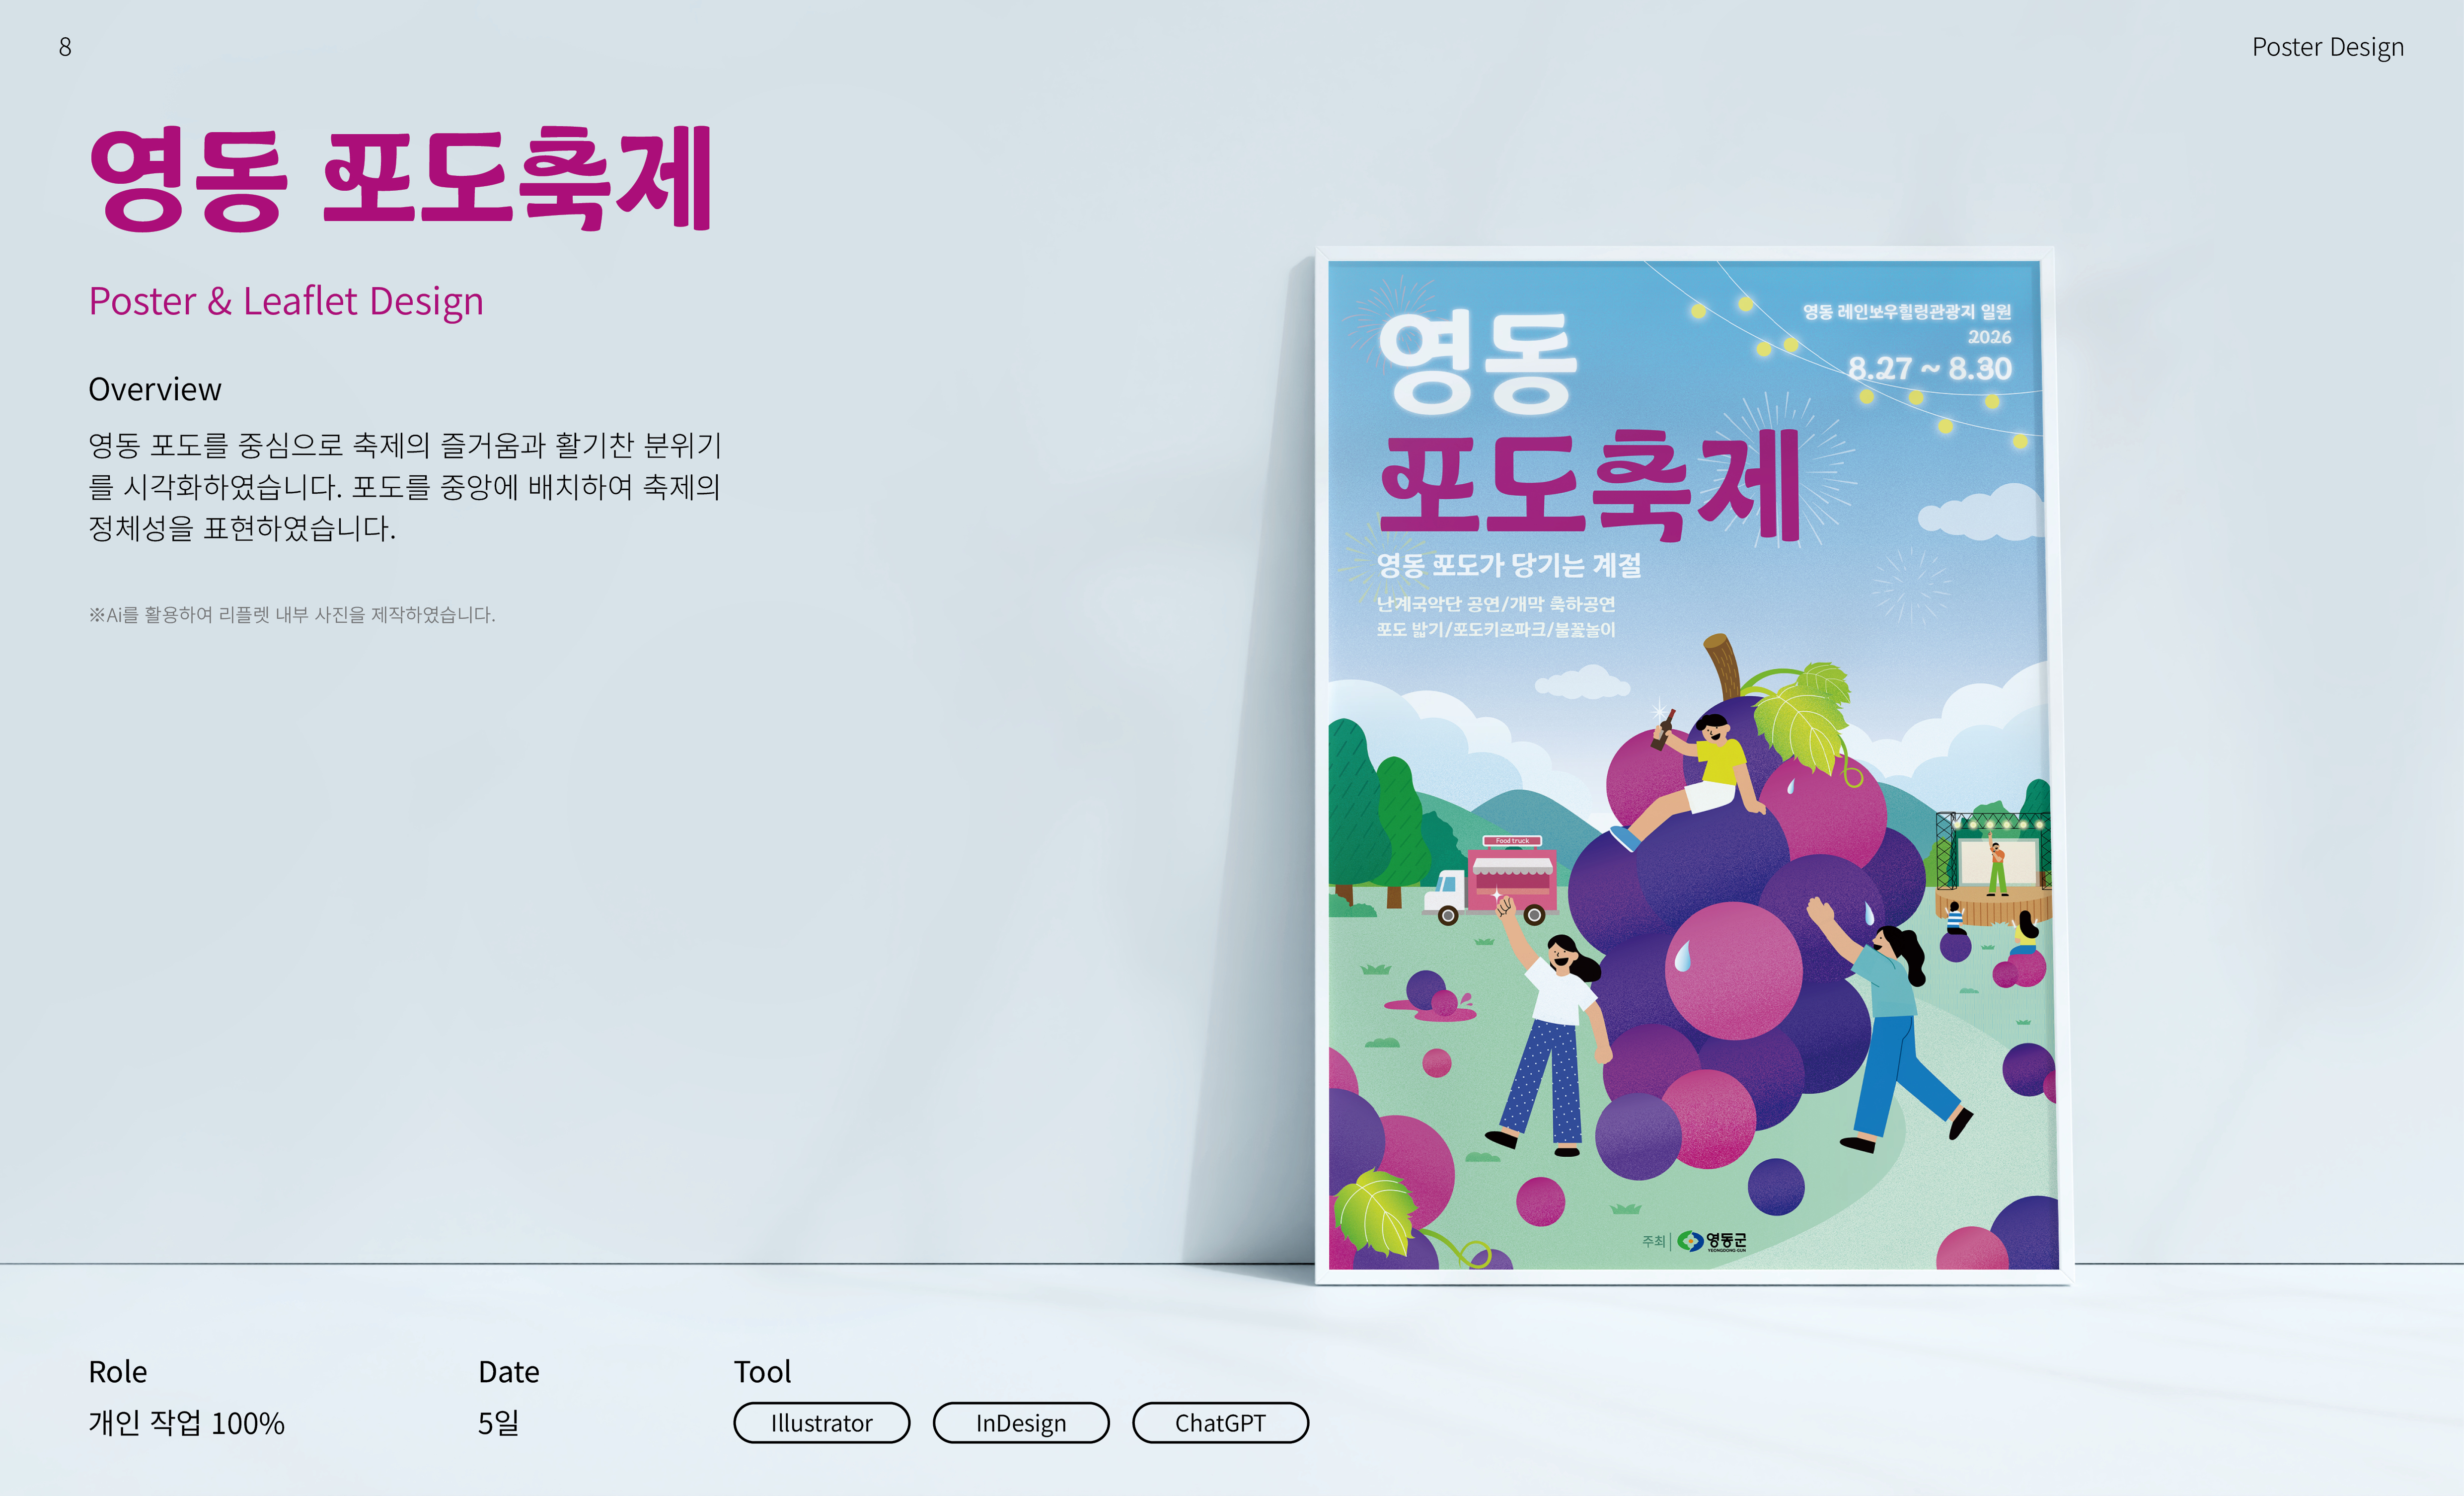 8
Poster Design
영동 포도축제
Poster & Leaflet Design
Overview
영동 포도를 중심으로 축제의 즐거움과 활기찬 분위기
를 시각화하였습니다. 포도를 중앙에 배치하여 축제의
정체성을 표현하였습니다.
※Ai를 활용하여 리플렛 내부 사진을 제작하였습니다.
영동
포도축제
영동 레인보우힐링관광지 일원
2026
8.27 ~ 8.30
영동 포도가 당기는 계절
난계국악단 공연/개막 축하공연
포도 밟기/포도키즈파크/불꽃놀이
Food truck
주최
영동군
YEONGDONG-GUN
Role
개인 작업 100%
Date
5일
Tool
Illustrator
InDesign
ChatGPT